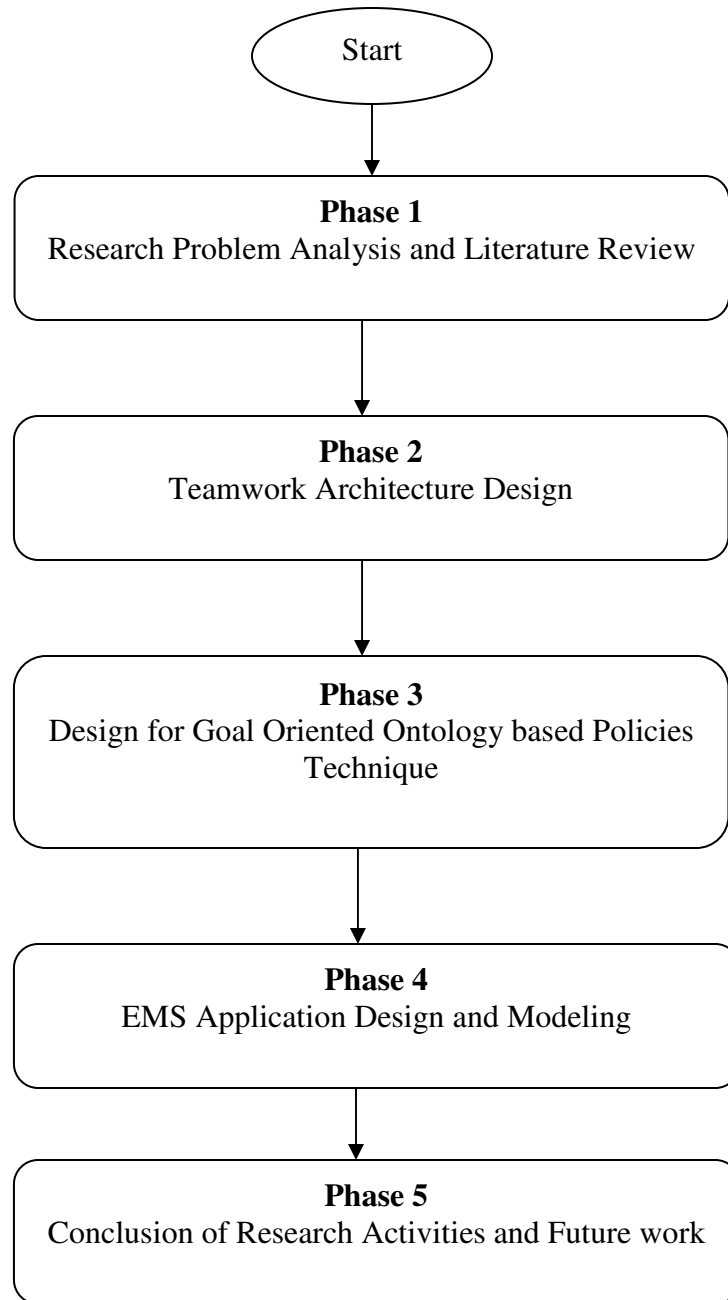 Start
Phase 1
Research Problem Analysis and Literature Review
Phase 2
Teamwork Architecture Design
Phase 3
Design for Goal Oriented Ontology based Policies
Technique
Phase 4
EMS Application Design and Modeling
Phase 5
Conclusion of Research Activities and Future work